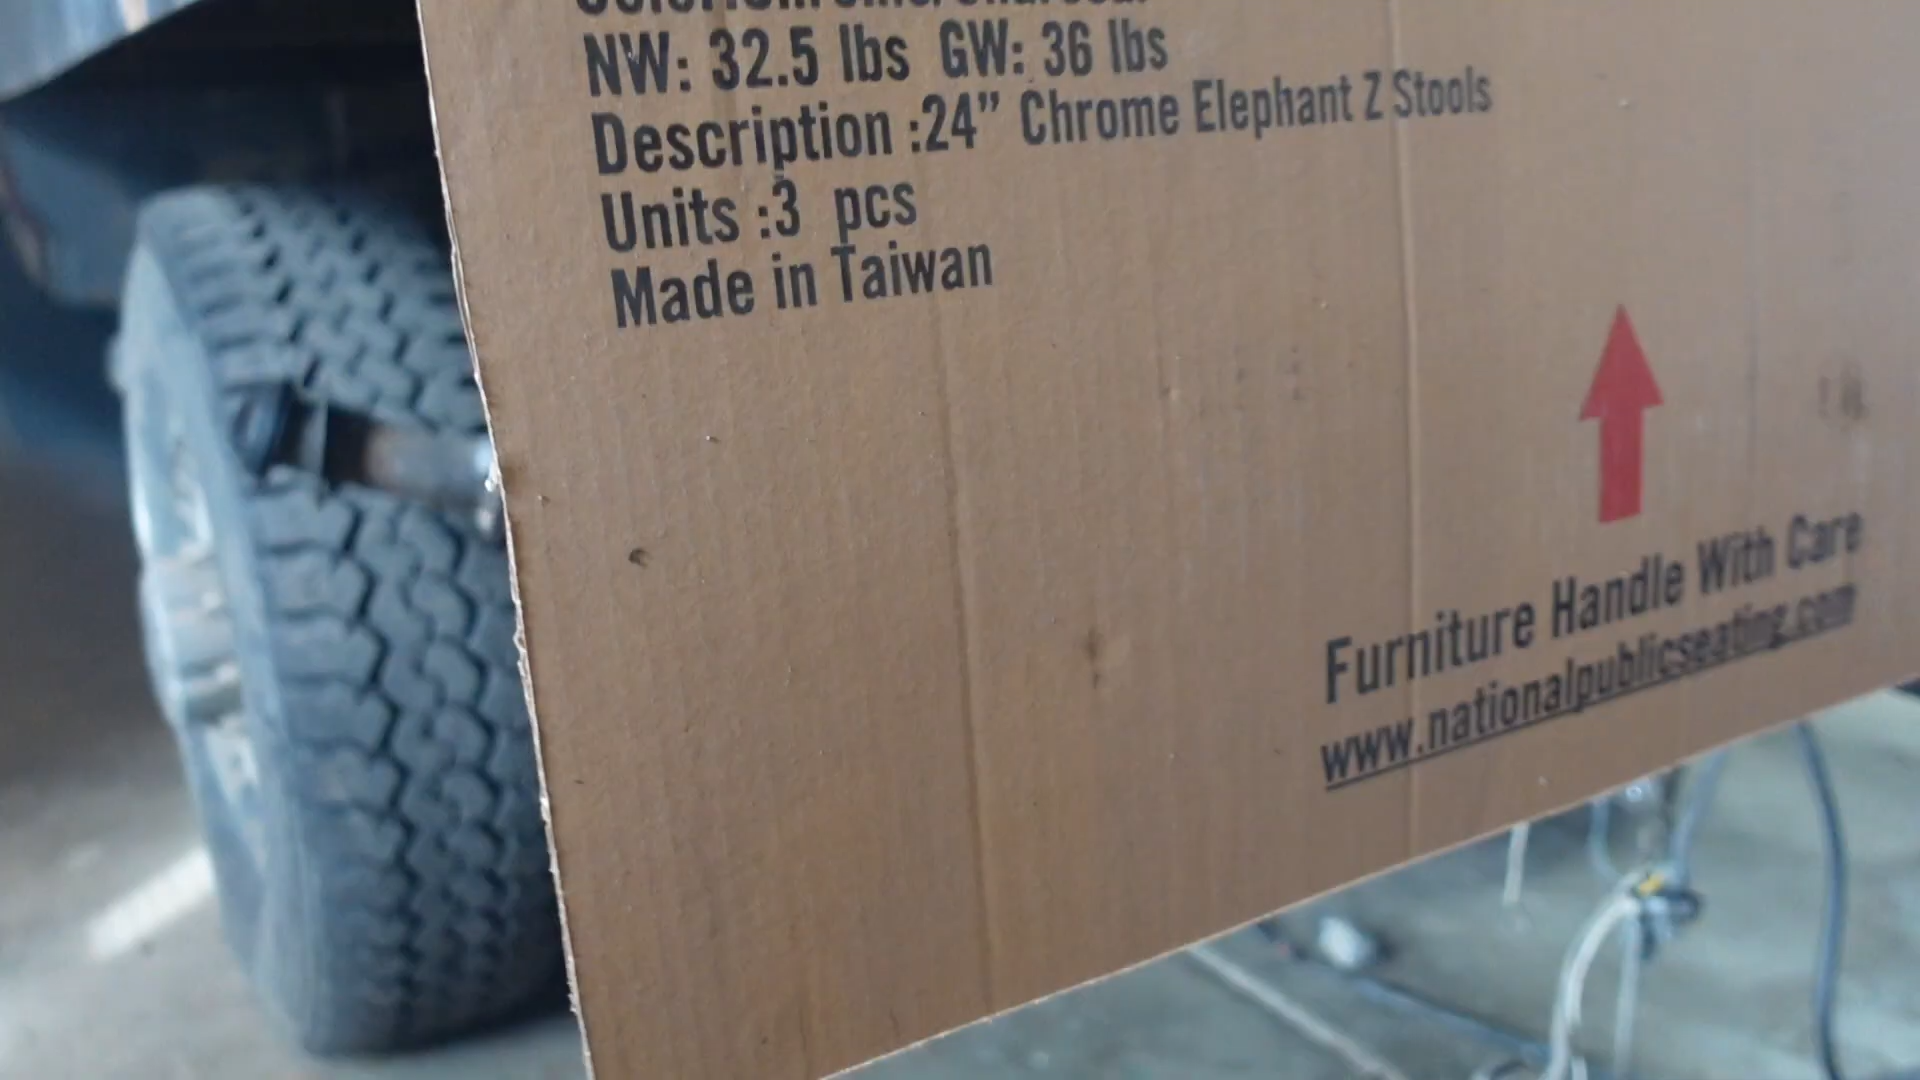 NW: 32.5 lbs GW: 36 lbs
Description :24” Chrome Elephant Z Stools
Units :3 pcs
Made in Taiwan
Furniture Handle With Care
www.nationalpublicseating.com